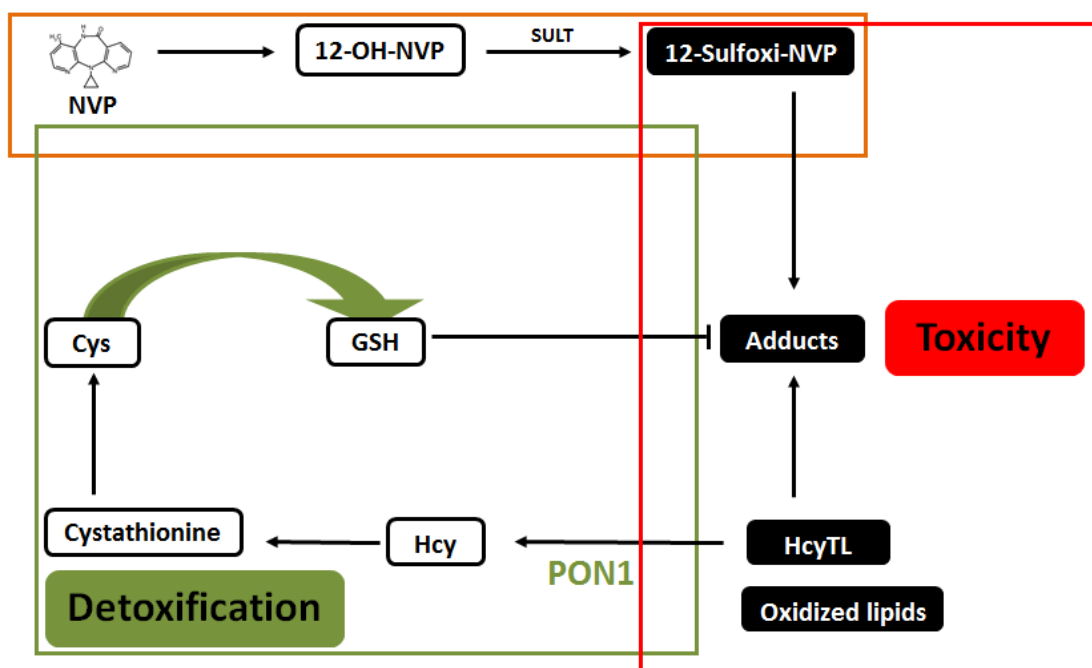 H₃C
H
N
O
N
N
N
NVP
12-OH-NVP
SULT
12-Sulfoxi-NVP
Cys
GSH
Adducts
Toxicity
Cystathionine
Hcy
PON1
HcyTL
Oxidized lipids
Detoxification